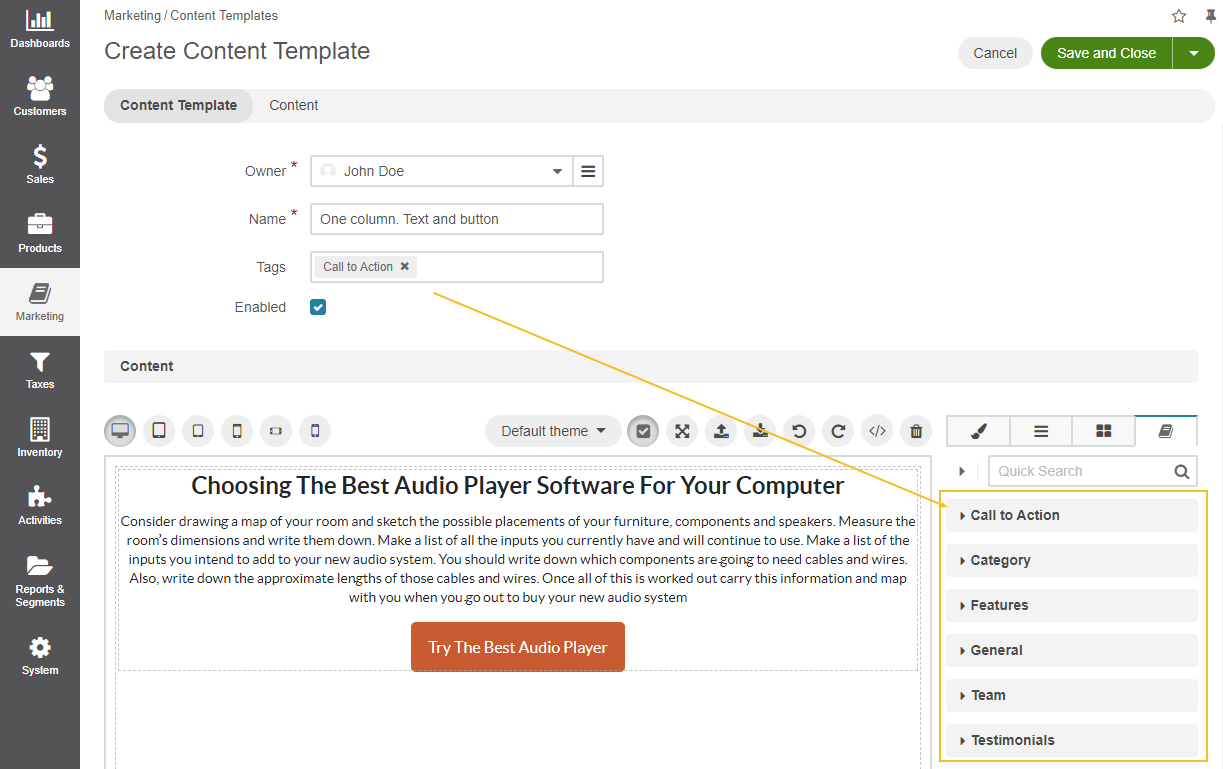 Dashboards
Customers
Sales
Products
Marketing
Taxes
Inventory
Activities
Reports &
Segments
System
Marketing / Content Templates
Create Content Template
Cancel
Save and Close
Content Template
Content
Owner *
John Doe
Name *
One column. Text and button
Tags
Call to Action
Enabled
Content
Default theme
Quick Search
Choosing The Best Audio Player Software For Your Computer
Consider drawing a map of your room and sketch the possible placements of your furniture, components and speakers. Measure the
room's dimensions and write them down. Make a list of all the inputs you currently have and will continue to use. Make a list of the
inputs you intend to add to your new audio system. You should write down which components are going to need cables and wires.
Also, write down the approximate lengths of those cables and wires. Once all of this is worked out carry this information and map
with you when you go out to buy your new audio system
Try The Best Audio Player
Call to Action
Category
Features
General
Team
Testimonials